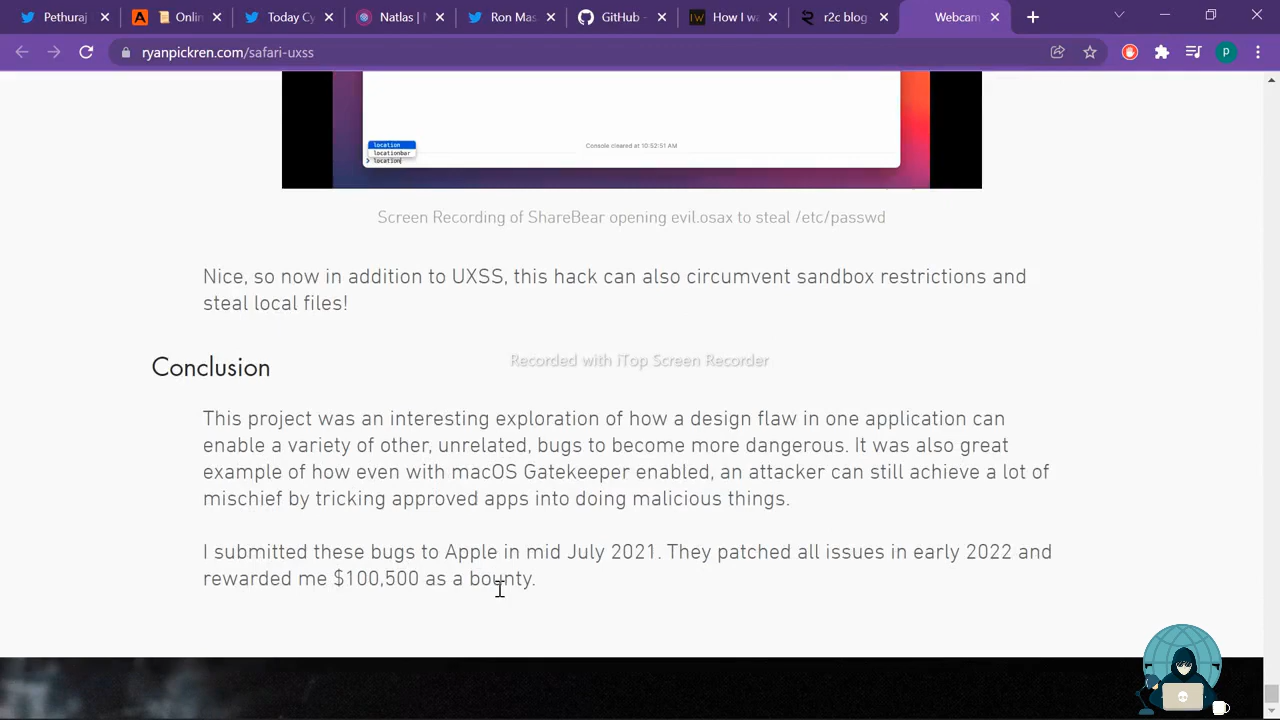 Pethuraj
Onlin
Today Cy
Natlas | N
Ron Mas
GitHub -
How I wa
r2c blog
Webcam
ryanpickren.com/safari-uxss
p
location
locationbar
> location
Console cleared at 10:52:51 AM
Screen Recording of ShareBear opening evil.osax to steal /etc/passwd
Nice, so now in addition to UXSS, this hack can also circumvent sandbox restrictions and
steal local files!
Conclusion
Recorded with iTop Screen Recorder
This project was an interesting exploration of how a design flaw in one application can
enable a variety of other, unrelated, bugs to become more dangerous. It was also great
example of how even with macOS Gatekeeper enabled, an attacker can still achieve a lot of
mischief by tricking approved apps into doing malicious things.
I submitted these bugs to Apple in mid July 2021. They patched all issues in early 2022 and
rewarded me $100,500 as a bounty.